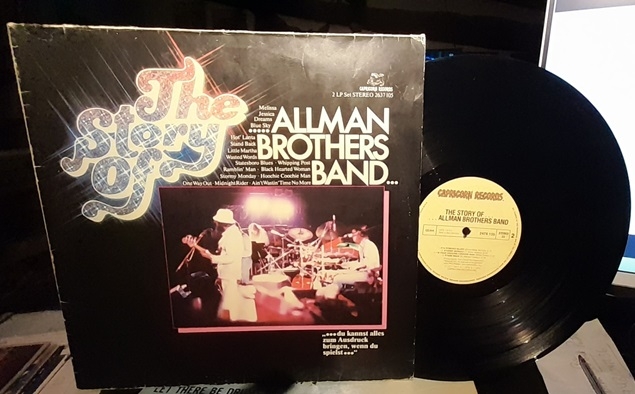 The
Story
Of
CAPRICORN RECORDS
2 LP Set STEREO 2637 105
Melissa
Jessica
Dreams
Blue Sky
Hot' Lanta
Stand Back
Little Martha
Wasted Words
Statesboro Blues · Whipping Post
Ramblin' Man · Black Hearted Woman
Stormy Monday · Hoochie Coochie Man
One Way Out · Midnight Rider · Ain't Wastin' Time No More
.....ALLMAN
BROTHERS
BAND...
„...du kannst alles
zum Ausdruck
bringen, wenn du
spielst..."
CAPRICORN RECORDS
THE STORY OF
ALLMAN BROTHERS BAND
STEREO
2
LET THERE BE